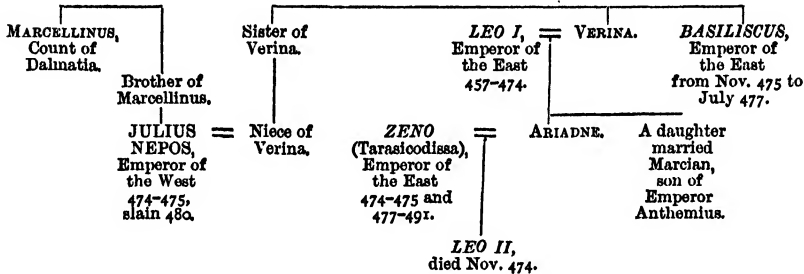 MARCELLINUS,
Count of
Dalmatia.
Brother of
Marcellinus.
Sister of
Verina.
LEO I,
Emperor of
the East
457–474.
=
VERINA.
BASILISCUS,
Emperor of
the East
from Nov. 475 to
July 477.
JULIUS
NEPOS,
Emperor of
the West
474–475,
slain 480.
=
Niece of
Verina.
ZENO
(Tarasicodissa),
Emperor of
the East
474–475 and
477–491.
=
ARIADNE.
A daughter
married
Marcian,
son of
Emperor
Anthemius.
LEO II,
died Nov. 474.